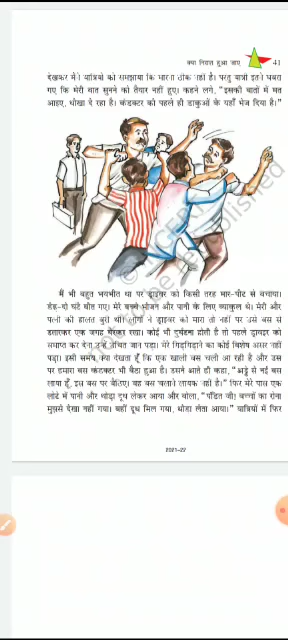 क्या निराश हुआ जाए 41
देखकर मैंने यात्रियों को समझाया कि मारना ठीक नहीं है। परंतु यात्री इतने घबरा
गए कि मेरी बात सुनने को तैयार नहीं हुए। कहने लगे, "इसकी बातों में मत
आइए, धोखा दे रहा है। कंडक्टर को पहले ही डाकुओं के यहाँ भेज दिया है।"
मैं भी बहुत भयभीत था पर ड्राइवर को किसी तरह मार-पीट से बचाया।
डेढ़-दो घंटे बीत गए। मेरे बच्चे भोजन और पानी के लिए व्याकुल थे। मेरी और
पत्नी की हालत बुरी थी। लोगों ने ड्राइवर को मारा तो नहीं पर उसे बस से
उतारकर एक जगह घेरकर रखा। कोई भी दुर्घटना होती है तो पहले ड्राइवर को
समाप्त कर देना उन्हें उचित जान पड़ा। मेरे गिड़गिड़ाने का कोई विशेष असर नहीं
पड़ा। इसी समय क्या देखता हूँ कि एक खाली बस चली आ रही है और उस
पर हमारा बस कंडक्टर भी बैठा हुआ है। उसने आते ही कहा, "अड्डे से नई बस
लाया हूँ, इस बस पर बैठिए। वह बस चलाने लायक नहीं है।" फिर मेरे पास एक
लोटे में पानी और थोड़ा दूध लेकर आया और बोला, "पंडित जी! बच्चों का रोना
मुझसे देखा नहीं गया। वहीं दूध मिल गया, थोड़ा लेता आया।" यात्रियों में फिर
2021–22